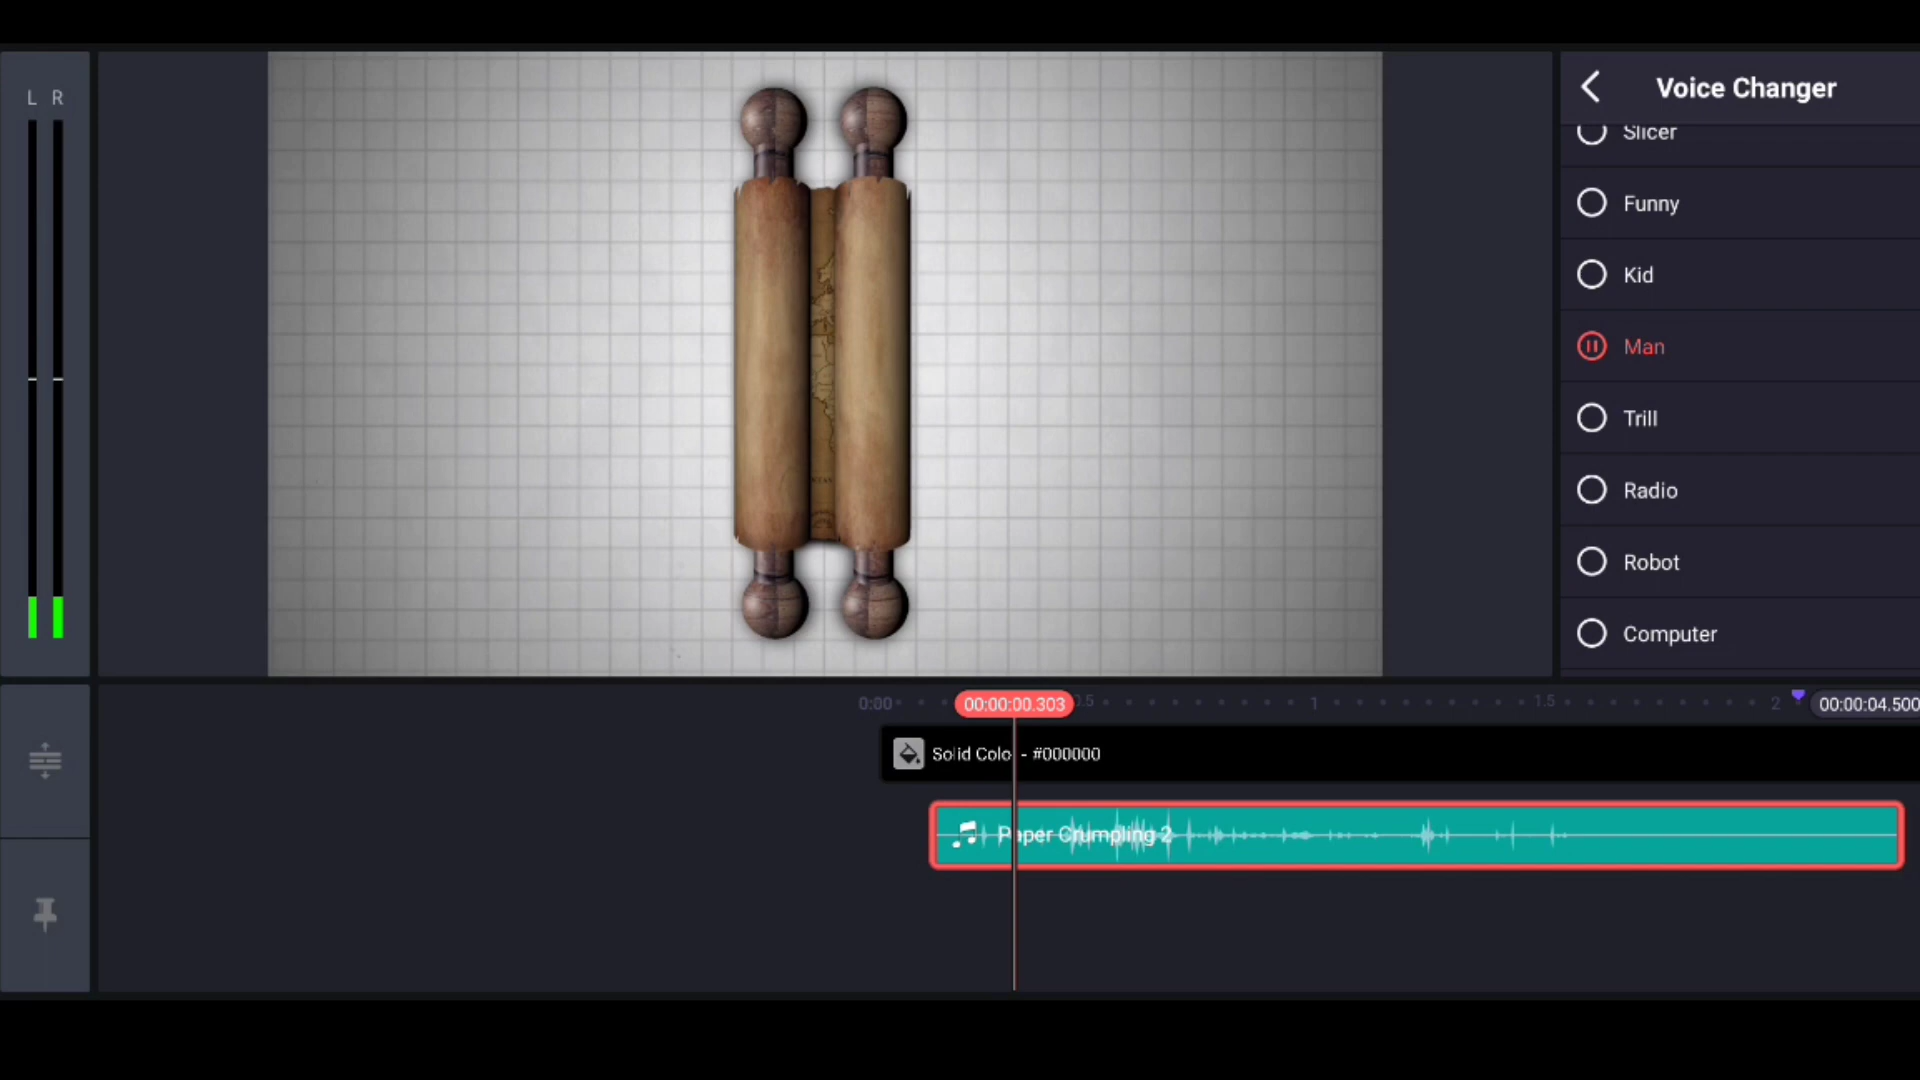 L R
Voice Changer
Slicer
Funny
Kid
Man
Trill
Radio
Robot
Computer
0:00 00:00:00.303 0.5 1 1.5 2 00:00:04.500
Solid Colo - #000000
Paper Crumpling 2